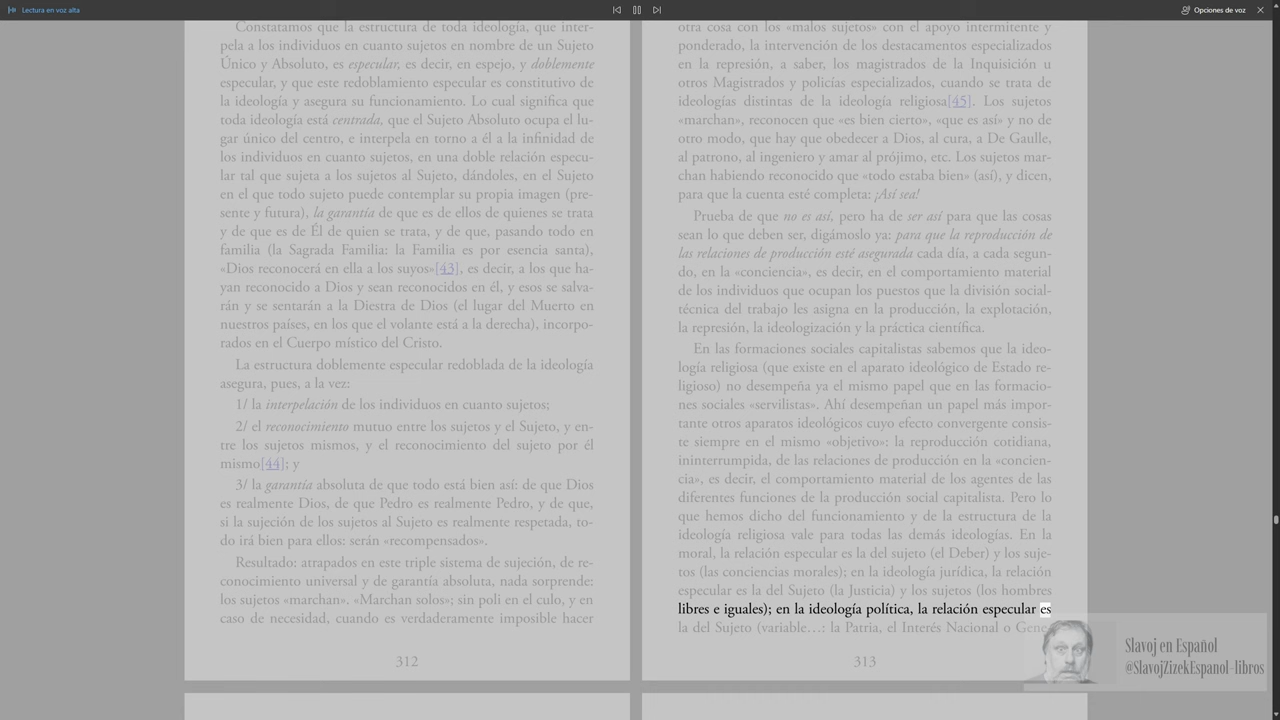 Lectura en voz alta
Opciones de voz
Constatamos que la estructura de toda ideología, que inter-
pela a los individuos en cuanto sujetos en nombre de un Sujeto
Único y Absoluto, es especular, es decir, en espejo, y doblemente
especular, y que este redoblamiento especular es constitutivo de
la ideología y asegura su funcionamiento. Lo cual significa que
toda ideología está centrada, que el Sujeto Absoluto ocupa el lu-
gar único del centro, e interpela en torno a él a la infinidad de
los individuos en cuanto sujetos, en una doble relación especu-
lar tal que sujeta a los sujetos al Sujeto, dándoles, en el Sujeto
en el que todo sujeto puede contemplar su propia imagen (pre-
sente y futura), la garantía de que es de ellos de quienes se trata
y de que es de Él de quien se trata, y de que, pasando todo en
familia (la Sagrada Familia: la Familia es por esencia santa),
«Dios reconocerá en ella a los suyos»[43], es decir, a los que ha-
yan reconocido a Dios y sean reconocidos en él, y esos se salva-
rán y se sentarán a la Diestra de Dios (el lugar del Muerto en
nuestros países, en los que el volante está a la derecha), incorpo-
rados en el Cuerpo místico del Cristo.
La estructura doblemente especular redoblada de la ideología
asegura, pues, a la vez:
1/ la interpelación de los individuos en cuanto sujetos;
2/ el reconocimiento mutuo entre los sujetos y el Sujeto, y en-
tre los sujetos mismos, y el reconocimiento del sujeto por él
mismo[44]; y
3/ la garantía absoluta de que todo está bien así: de que Dios
es realmente Dios, de que Pedro es realmente Pedro, y de que,
si la sujeción de los sujetos al Sujeto es realmente respetada, to-
do irá bien para ellos: serán «recompensados».
Resultado: atrapados en este triple sistema de sujeción, de re-
conocimiento universal y de garantía absoluta, nada sorprende:
los sujetos «marchan». «Marchan solos»; sin poli en el culo, y en
caso de necesidad, cuando es verdaderamente imposible hacer
312
otra cosa con los «malos sujetos» con el apoyo intermitente y
ponderado, la intervención de los destacamentos especializados
en la represión, a saber, los magistrados de la Inquisición u
otros Magistrados y policías especializados, cuando se trata de
ideologías distintas de la ideología religiosa[45]. Los sujetos
«marchan», reconocen que «es bien cierto», «que es así» y no de
otro modo, que hay que obedecer a Dios, al cura, a De Gaulle,
al patrono, al ingeniero y amar al prójimo, etc. Los sujetos mar-
chan habiendo reconocido que «todo estaba bien» (así), y dicen,
para que la cuenta esté completa: ¡Así sea!
Prueba de que no es así, pero ha de ser así para que las cosas
sean lo que deben ser, digámoslo ya: para que la reproducción de
las relaciones de producción esté asegurada cada día, a cada segun-
do, en la «conciencia», es decir, en el comportamiento material
de los individuos que ocupan los puestos que la división social-
técnica del trabajo les asigna en la producción, la explotación,
la represión, la ideologización y la práctica científica.
En las formaciones sociales capitalistas sabemos que la ideo-
logía religiosa (que existe en el aparato ideológico de Estado re-
ligioso) no desempeña ya el mismo papel que en las formacio-
nes sociales «servilistas». Ahí desempeñan un papel más impor-
tante otros aparatos ideológicos cuyo efecto convergente consis-
te siempre en el mismo «objetivo»: la reproducción cotidiana,
ininterrumpida, de las relaciones de producción en la «concien-
cia», es decir, el comportamiento material de los agentes de las
diferentes funciones de la producción social capitalista. Pero lo
que hemos dicho del funcionamiento y de la estructura de la
ideología religiosa vale para todas las demás ideologías. En la
moral, la relación especular es la del sujeto (el Deber) y los suje-
tos (las conciencias morales); en la ideología jurídica, la relación
especular es la del Sujeto (la Justicia) y los sujetos (los hombres
libres e iguales); en la ideología política, la relación especular es
la del Sujeto (variable…: la Patria, el Interés Nacional o Gene-
313
Slavoj en Español
@SlavojZizekEspanol-libros